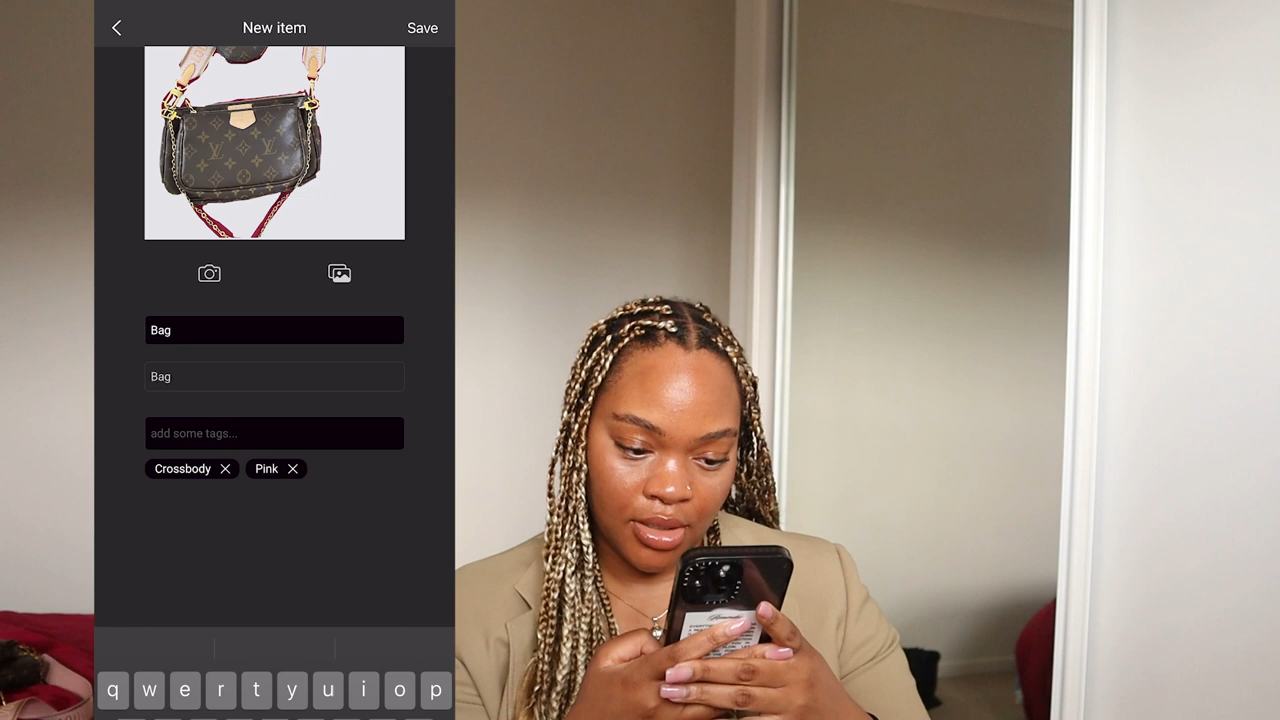 New item
Save
Bag
Bag
add some tags...
Crossbody
Pink
q w e r t y u i o p